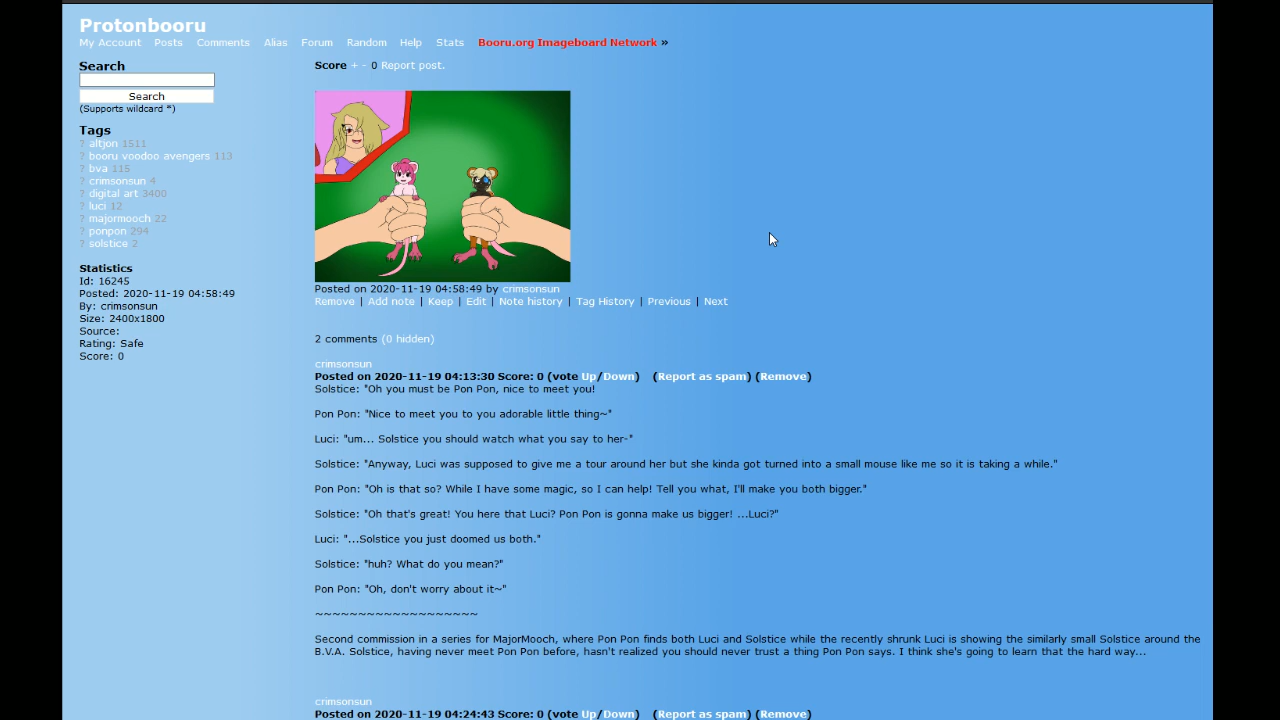 Protonbooru
My Account Posts Comments Alias Forum Random Help Stats Booru.org Imageboard Network »
Search
Search
(Supports wildcard *)
Tags
? altjon 1511
? booru voodoo avengers 113
? bva 115
? crimsonsun 4
? digital art 3400
? luci 12
? majormooch 22
? ponpon 294
? solstice 2
Statistics
Id: 16245
Posted: 2020-11-19 04:58:49
By: crimsonsun
Size: 2400x1800
Source:
Rating: Safe
Score: 0
Score + - 0 Report post.
Posted on 2020-11-19 04:58:49 by crimsonsun
Remove | Add note | Keep | Edit | Note history | Tag History | Previous | Next
2 comments (0 hidden)
crimsonsun
Posted on 2020-11-19 04:13:30 Score: 0 (vote Up/Down) (Report as spam) (Remove)
Solstice: "Oh you must be Pon Pon, nice to meet you!
Pon Pon: "Nice to meet you to you adorable little thing~"
Luci: "um... Solstice you should watch what you say to her-"
Solstice: "Anyway, Luci was supposed to give me a tour around her but she kinda got turned into a small mouse like me so it is taking a while."
Pon Pon: "Oh is that so? While I have some magic, so I can help! Tell you what, I'll make you both bigger."
Solstice: "Oh that's great! You here that Luci? Pon Pon is gonna make us bigger! ...Luci?"
Luci: "...Solstice you just doomed us both."
Solstice: "huh? What do you mean?"
Pon Pon: "Oh, don't worry about it~"
~~~~~~~~~~~~~~~~~~~
Second commission in a series for MajorMooch, where Pon Pon finds both Luci and Solstice while the recently shrunk Luci is showing the similarly small Solstice around the
B.V.A. Solstice, having never meet Pon Pon before, hasn't realized you should never trust a thing Pon Pon says. I think she's going to learn that the hard way...
crimsonsun
Posted on 2020-11-19 04:24:43 Score: 0 (vote Up/Down) (Report as spam) (Remove)